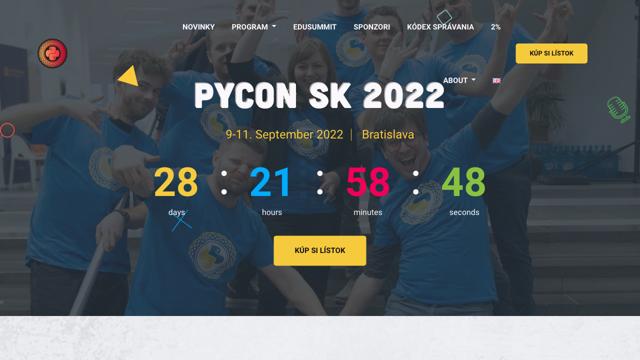 NOVINKY PROGRAM EDUSUMMIT SPONZORI KÓDEX SPRÁVANIA 2%
KÚP SI LÍSTOK
ABOUT
PYCON SK 2022
9-11. September 2022 | Bratislava
28 : 21 : 58 : 48
days hours minutes seconds
KÚP SI LÍSTOK